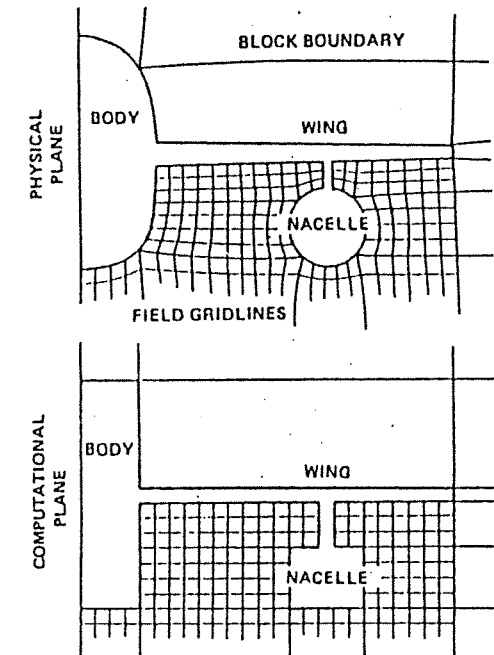 PHYSICAL
PLANE
BLOCK BOUNDARY
BODY
WING
NACELLE
FIELD GRIDLINES
COMPUTATIONAL
PLANE
BODY
WING
NACELLE